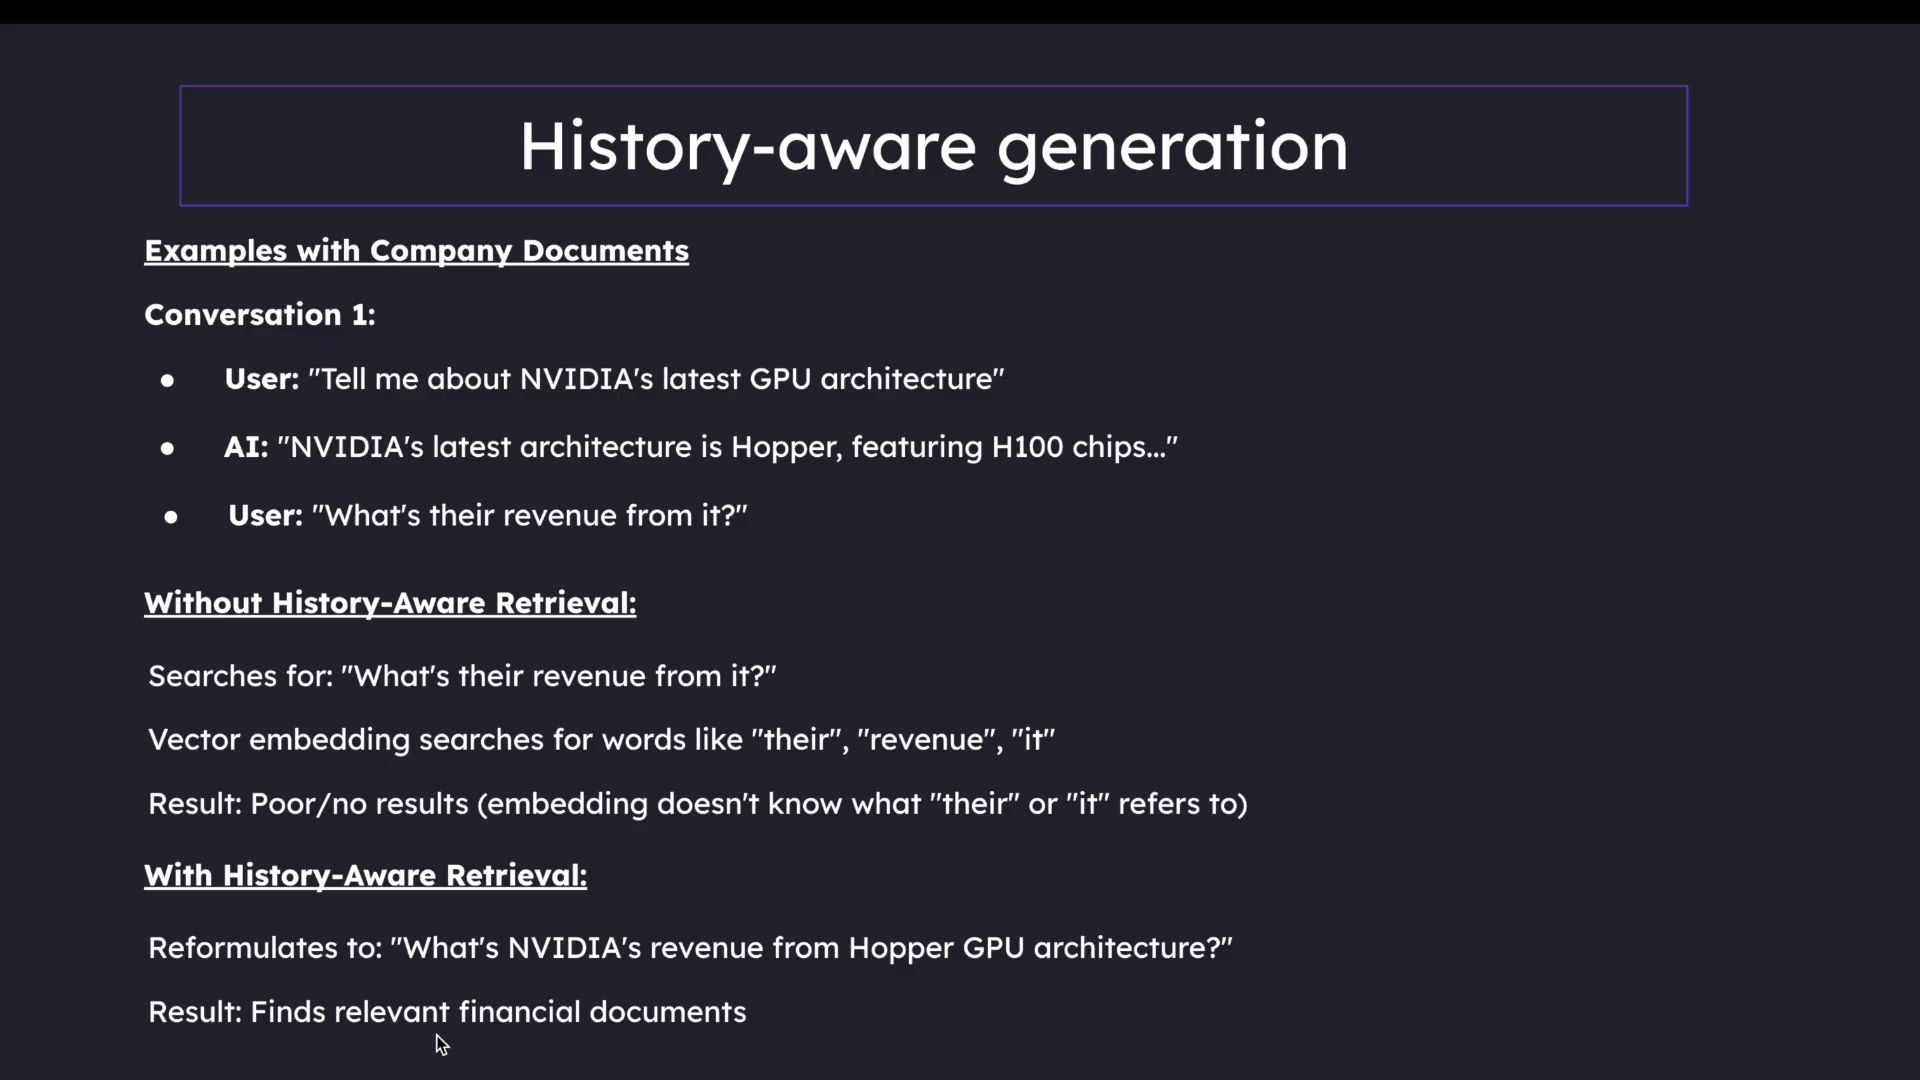 History-aware generation
Examples with Company Documents
Conversation 1:
● User: "Tell me about NVIDIA's latest GPU architecture"
● AI: "NVIDIA's latest architecture is Hopper, featuring H100 chips..."
● User: "What's their revenue from it?"
Without History-Aware Retrieval:
Searches for: "What's their revenue from it?"
Vector embedding searches for words like "their", "revenue", "it"
Result: Poor/no results (embedding doesn't know what "their" or "it" refers to)
With History-Aware Retrieval:
Reformulates to: "What's NVIDIA's revenue from Hopper GPU architecture?"
Result: Finds relevant financial documents